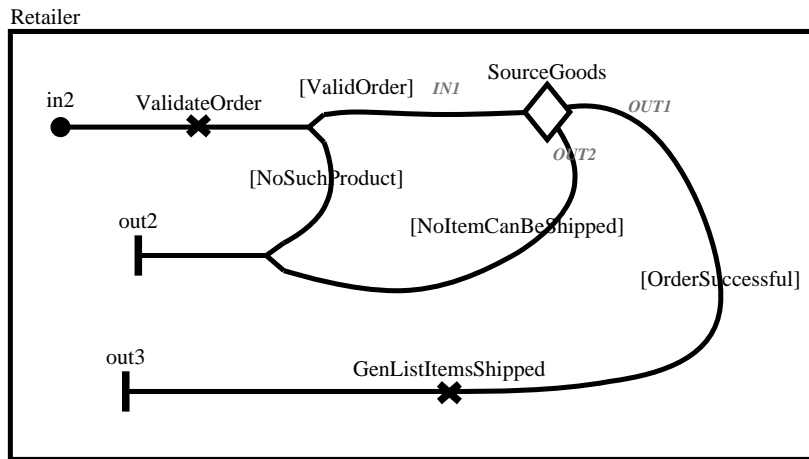 Retailer
SourceGoods
[ValidOrder]
IN1
in2
ValidateOrder
OUT1
OUT2
[NoSuchProduct]
out2
[NoItemCanBeShipped]
[OrderSuccessful]
out3
GenListItemsShipped